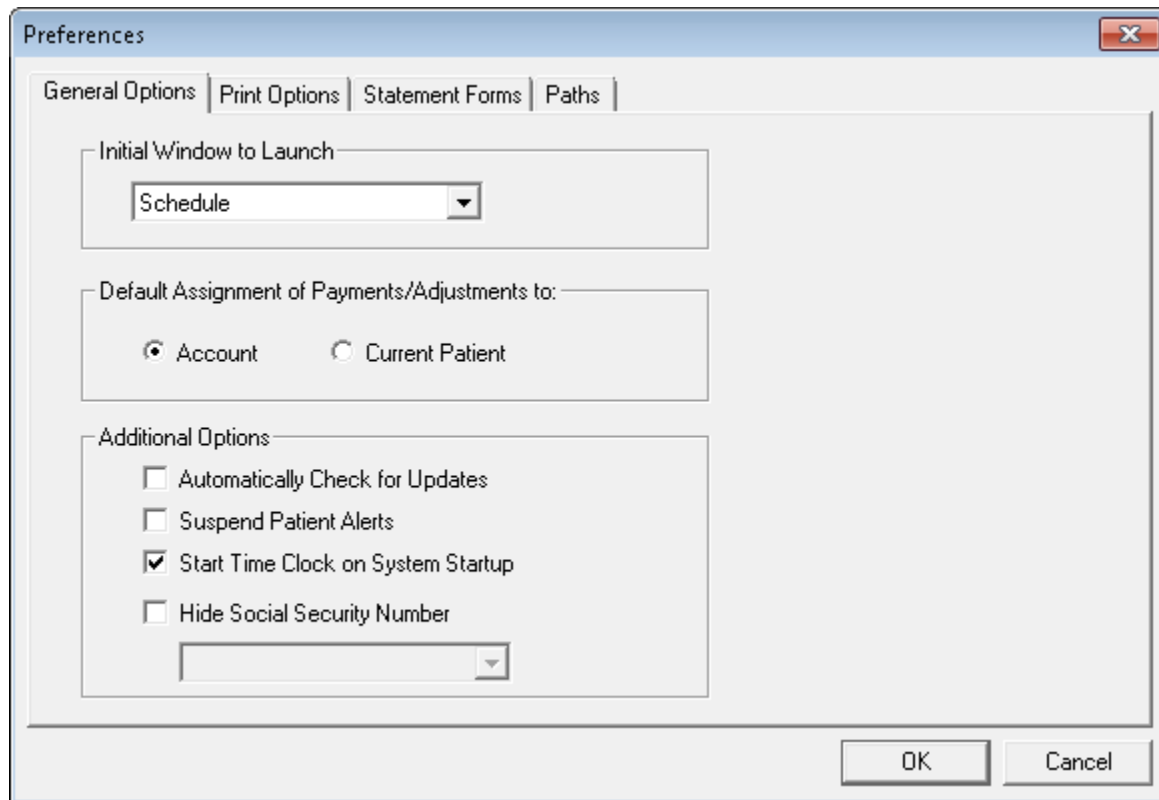 Preferences
General Options Print Options Statement Forms Paths
Initial Window to Launch
Schedule
Default Assignment of Payments/Adjustments to:
Account Current Patient
Additional Options
Automatically Check for Updates
Suspend Patient Alerts
Start Time Clock on System Startup
Hide Social Security Number
OK Cancel